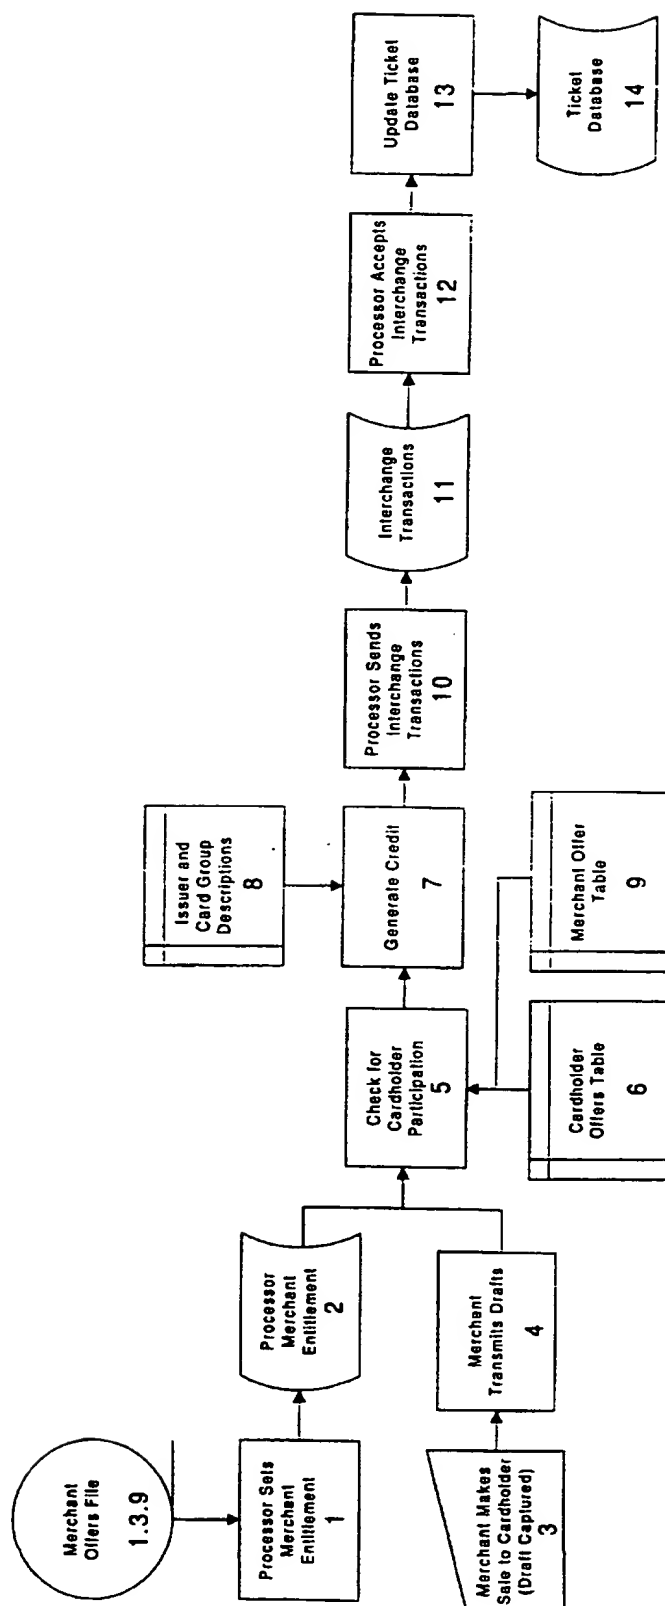 Merchant
Offers File
1.3.9
Processor Sets
Merchant
Entitlement
1
Processor
Merchant
Entitlement
2
Merchant Makes
Sale to Cardholder
(Draft Captured)
3
Merchant
Transmits Drafts
4
Check for
Cardholder
Participation
5
Cardholder
Offers Table
6
Generate Credit
7
Issuer and
Card Group
Descriptions
8
Merchant Offer
Table
9
Processor Sends
Interchange
Transactions
10
Interchange
Transactions
11
Processor Accepts
Interchange
Transactions
12
Update Ticket
Database
13
Ticket
Database
14